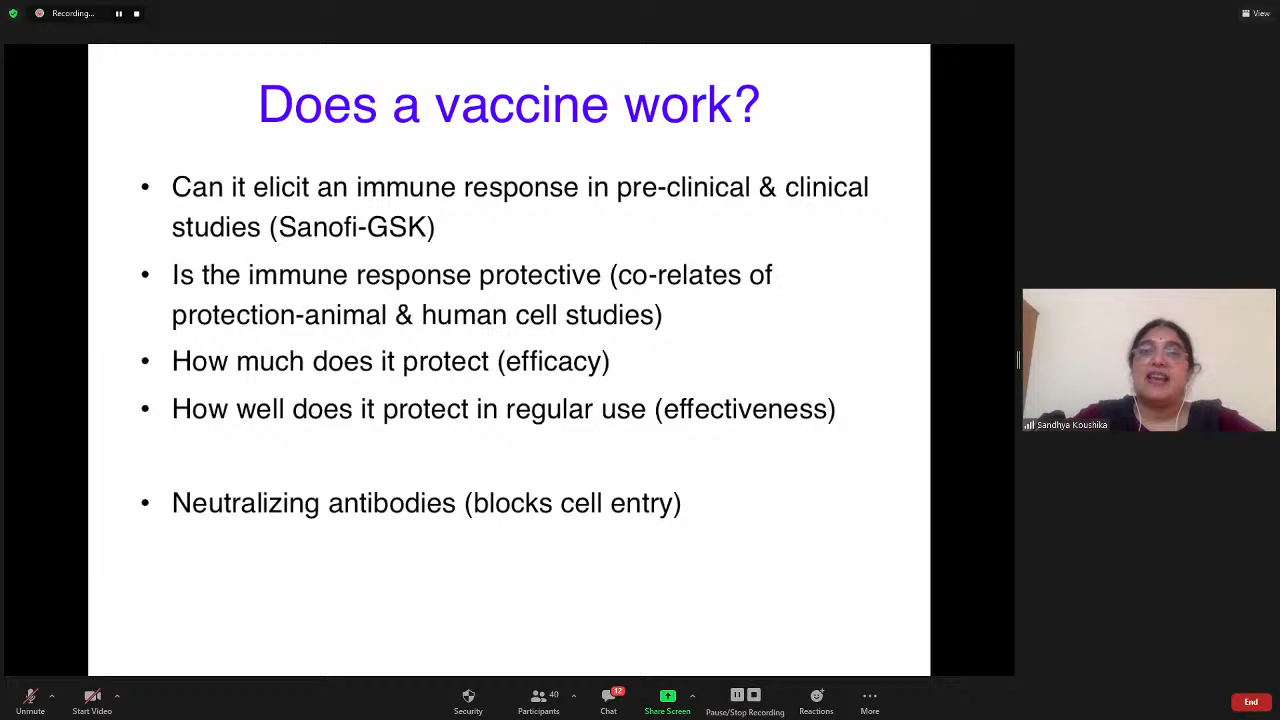 Recording...
View
Does a vaccine work?
• Can it elicit an immune response in pre-clinical & clinical
studies (Sanofi-GSK)
• Is the immune response protective (co-relates of
protection-animal & human cell studies)
• How much does it protect (efficacy)
• How well does it protect in regular use (effectiveness)
• Neutralizing antibodies (blocks cell entry)
Sandhya Koushika
Unmute
Start Video
Security
40
Participants
12
Chat
Share Screen
Pause/Stop Recording
Reactions
More
End